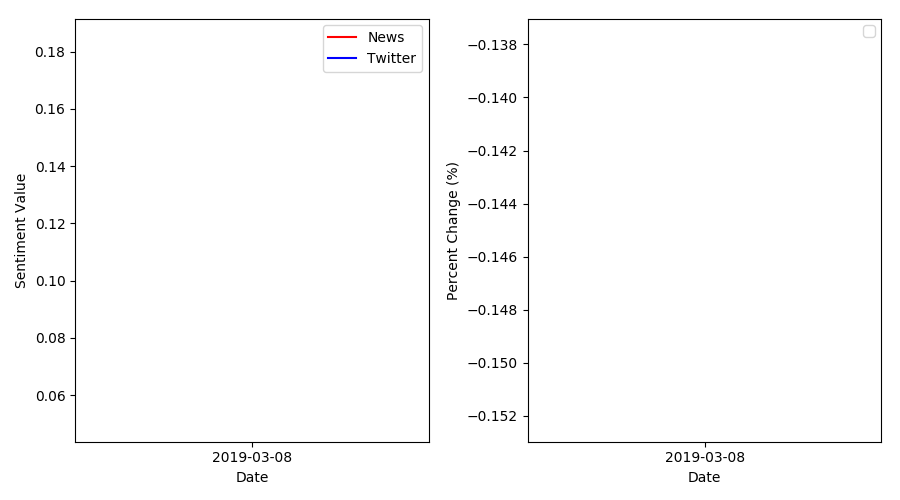 News
Twitter
0.18
0.16
0.14
0.12
0.10
0.08
0.06
Sentiment Value
2019-03-08
Date
−0.138
−0.140
−0.142
−0.144
−0.146
−0.148
−0.150
−0.152
Percent Change (%)
2019-03-08
Date